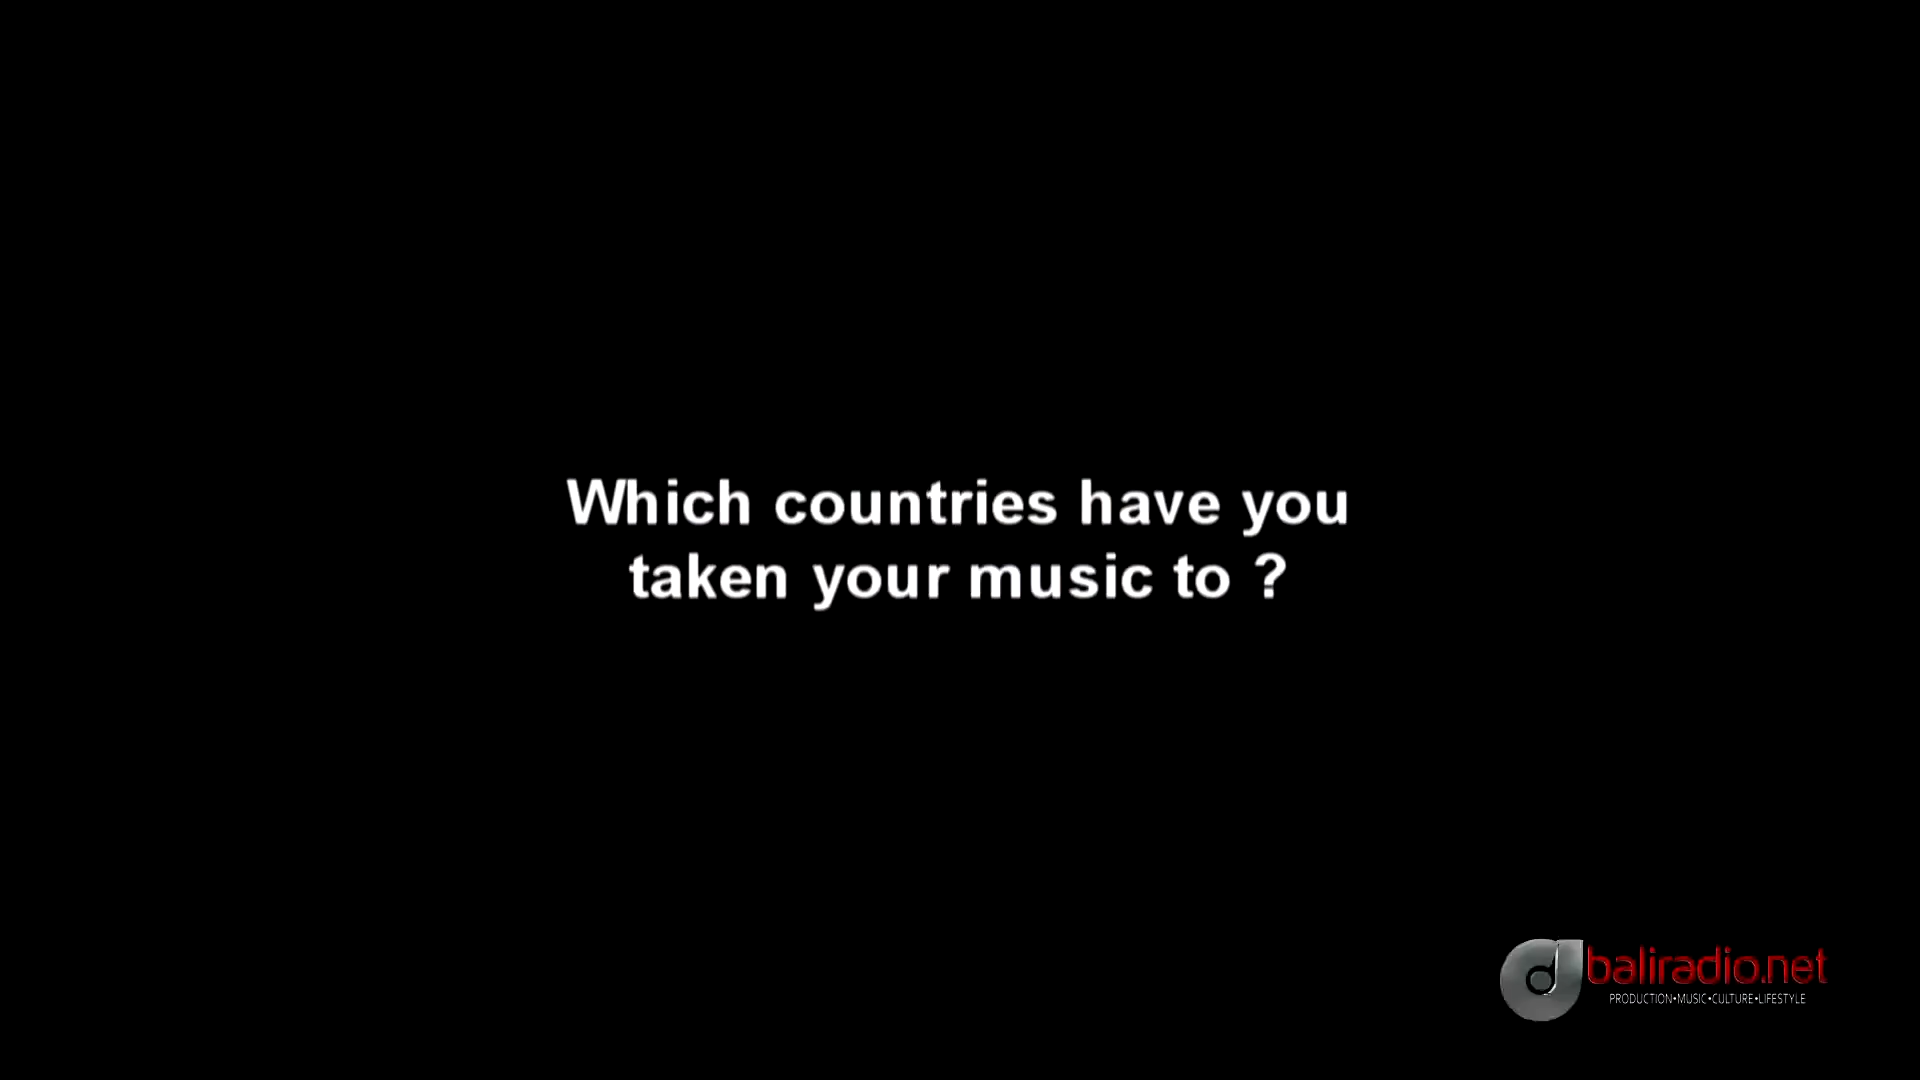 Which countries have you
taken your music to ?
baliradio.net
PRODUCTION•MUSIC•CULTURE•LIFESTYLE